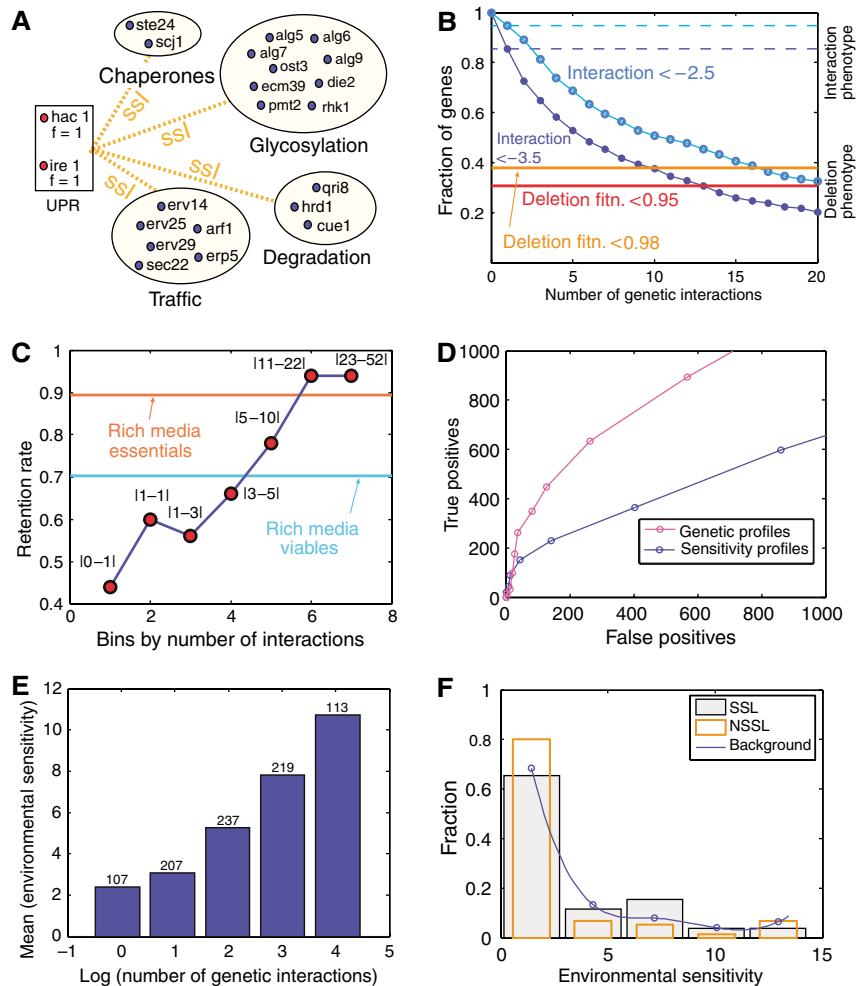 A
ste24
scj1
Chaperones
alg5
alg6
alg7
ost3
alg9
ecm39
die2
pmt2
rhk1
Glycosylation
hac 1
f = 1
ire 1
f = 1
UPR
ssl
ssl
ssl
ssl
erv14
erv25
arf1
erv29
sec22
erp5
Traffic
qri8
hrd1
cue1
Degradation
B
Fraction of genes
1
0.8
0.6
0.4
0.2
Interaction <−2.5
Interaction
<−3.5
Deletion fitn. <0.95
Deletion fitn. <0.98
Interaction
phenotype
Deletion
phenotype
0
5
10
15
20
Number of genetic interactions
C
Retention rate
1
0.9
0.8
0.7
0.6
0.5
0.4
|0−1|
|1−1|
|1−3|
|3−5|
|5−10|
|11−22|
|23−52|
Rich media
essentials
Rich media
viables
0
2
4
6
8
Bins by number of interactions
D
True positives
1000
800
600
400
200
0
Genetic profiles
Sensitivity profiles
0
200
400
600
800
1000
False positives
E
Mean (environmental sensitivity)
12
10
8
6
4
2
0
107
207
237
219
113
−1
0
1
2
3
4
5
Log (number of genetic interactions)
F
Fraction
1
0.8
0.6
0.4
0.2
0
SSL
NSSL
Background
0
5
10
15
Environmental sensitivity